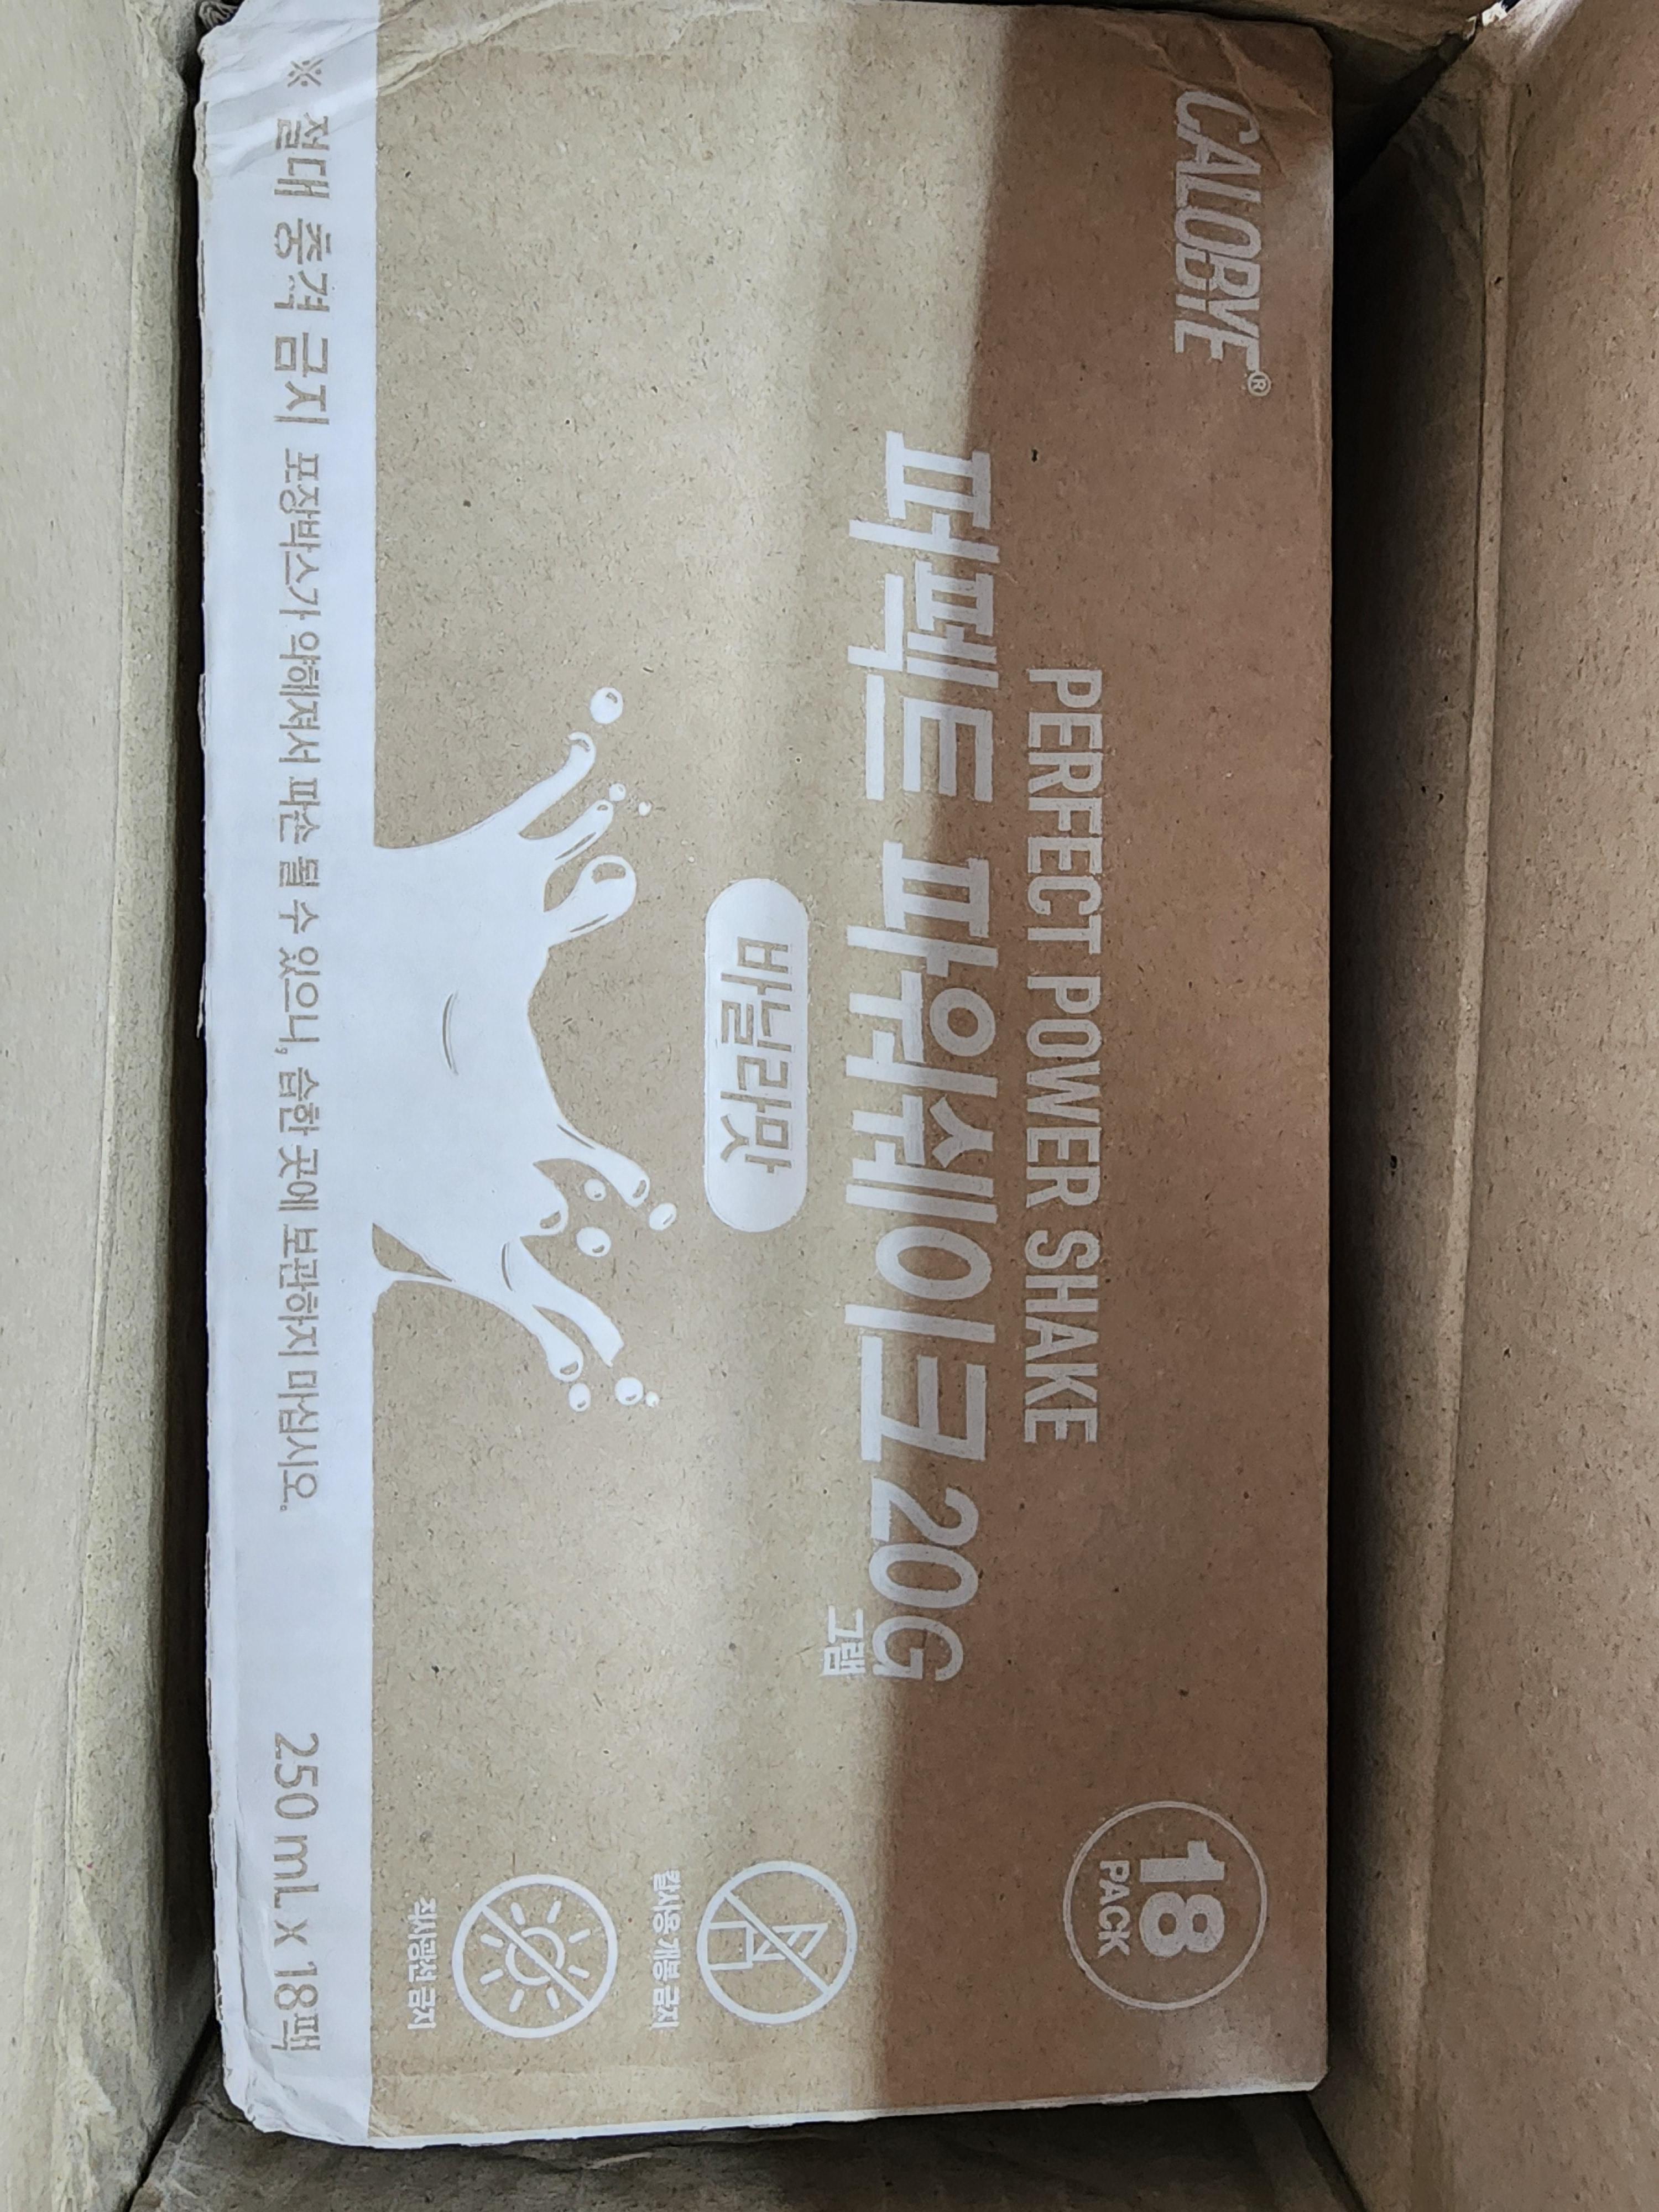 CALOBYE®
18
PACK
PERFECT POWER SHAKE
퍼펙트 파워쉐이크 20G
그램
바닐라맛
칼사용 개봉 금지
직사광선 금지
※ 절대 충격 금지 포장박스가 약해져서 파손 될 수 있으니, 습한 곳에 보관하지 마십시오.
250 mL x 18팩